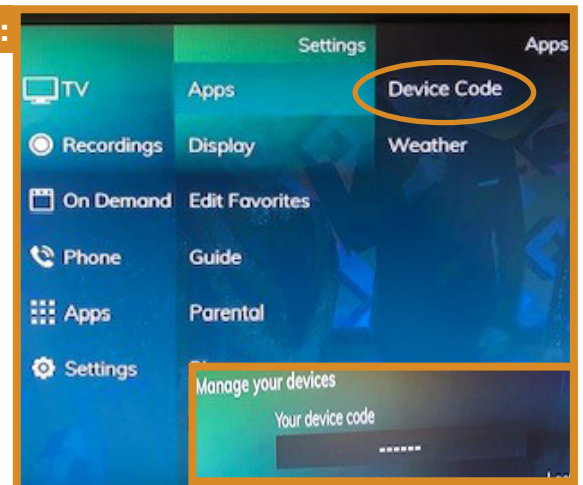 :
Settings
Apps
TV
Recordings
On Demand
Phone
Apps
Settings
Apps
Display
Edit Favorites
Guide
Parental
Device Code
Weather
Manage your devices
Your device code
••••••